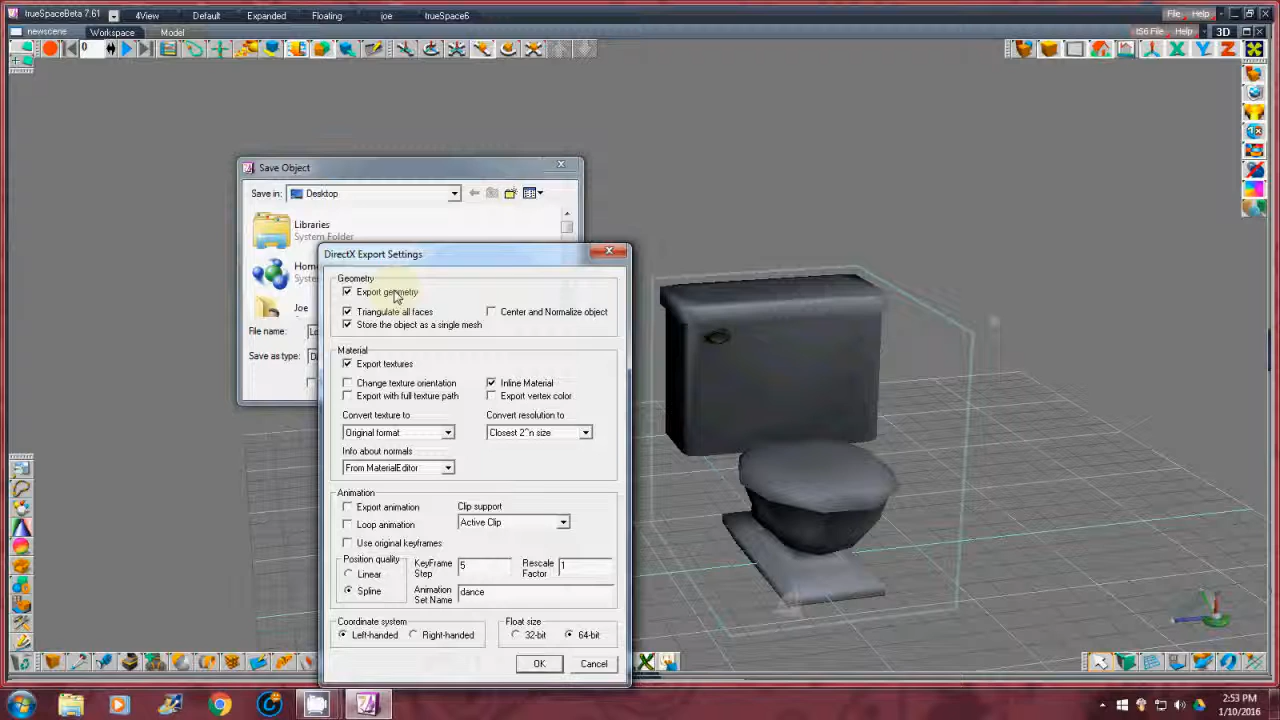 trueSpaceBeta 7.61
4View
Default
Expanded
Floating
joe
trueSpace6
File
Help
newscene
Workspace
Model
tS6 File
Help
3D
0
Save Object
Save in:
Desktop
Libraries
System Folder
Joe
File name:
Save as type:
DirectX Export Settings
Geometry
Export geometry
Triangulate all faces
Center and Normalize object
Store the object as a single mesh
Material
Export textures
Change texture orientation
Inline Material
Export with full texture path
Export vertex color
Convert texture to
Convert resolution to
Original format
Closest 2^n size
Info about normals
From MaterialEditor
Animation
Export animation
Clip support
Loop animation
Active Clip
Use original keyframes
Position quality
Linear
Spline
KeyFrame
Step
5
Rescale
Factor
1
Animation
Set Name
dance
Coordinate system
Left-handed
Right-handed
Float size
32-bit
64-bit
OK
Cancel
2:53 PM
1/10/2016